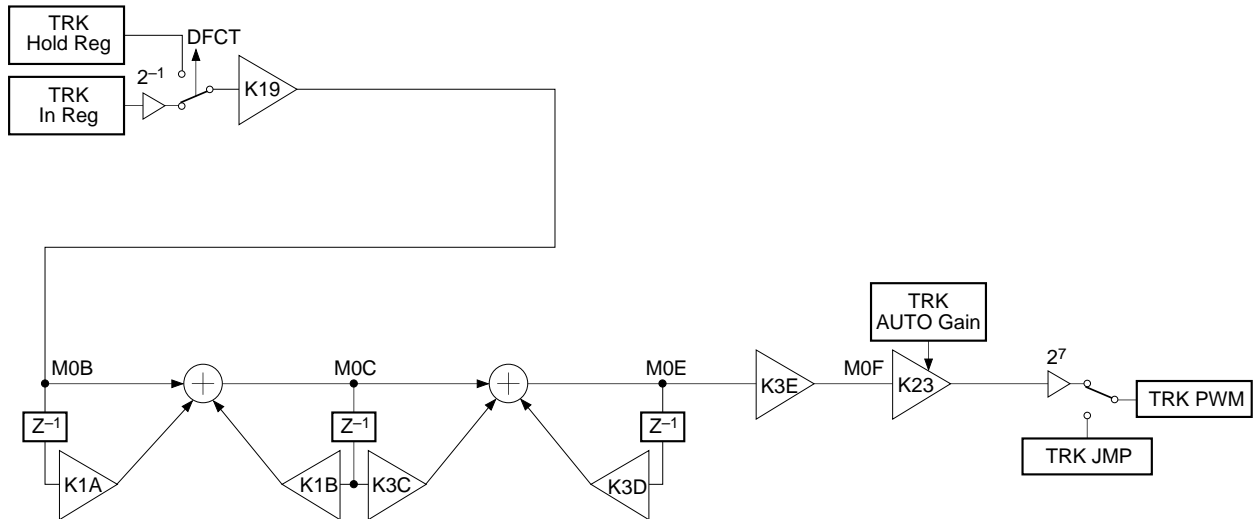 TRK
Hold Reg
DFCT
2⁻¹
TRK
In Reg
K19
TRK
AUTO Gain
M0B
M0C
M0E
M0F
2⁷
K3E
K23
TRK PWM
Z⁻¹
Z⁻¹
Z⁻¹
TRK JMP
K1A
K1B
K3C
K3D